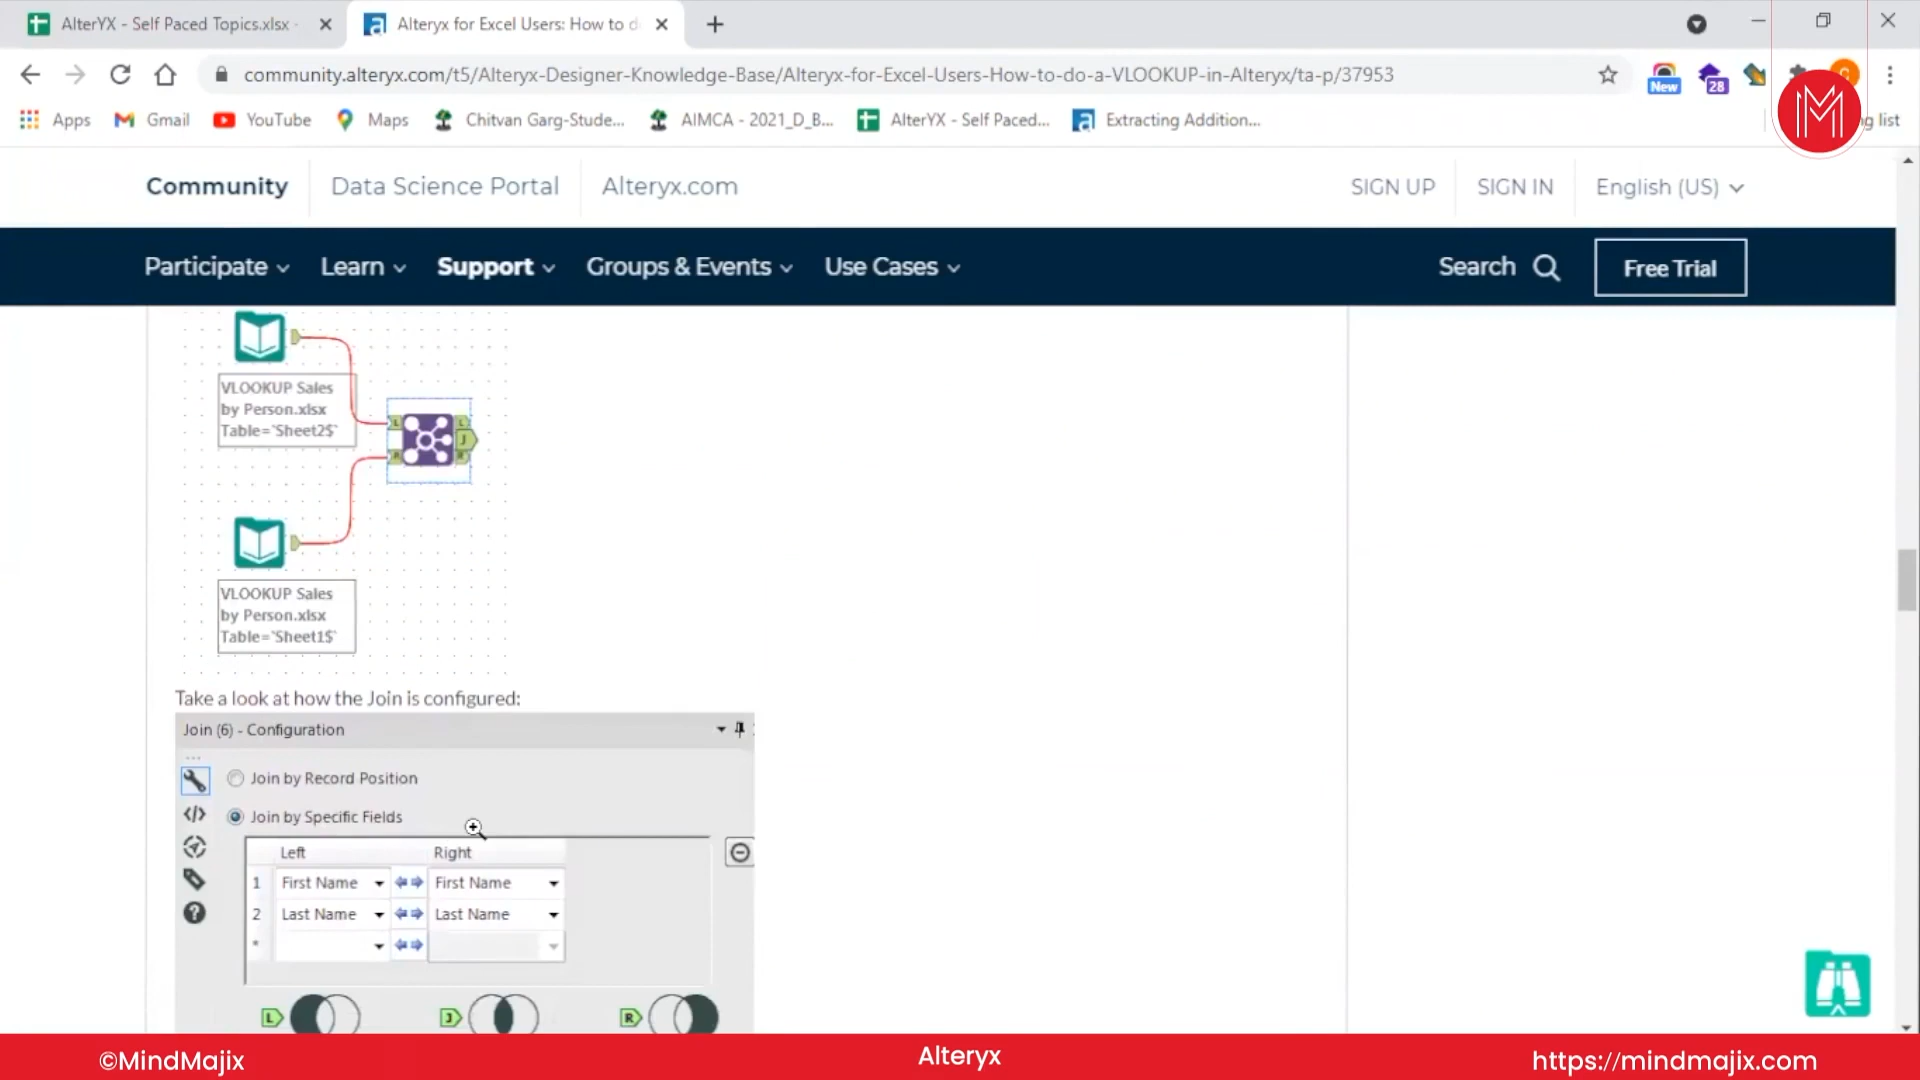 AlterYX - Self Paced Topics.xlsx -
Alteryx for Excel Users: How to d
community.alteryx.com/t5/Alteryx-Designer-Knowledge-Base/Alteryx-for-Excel-Users-How-to-do-a-VLOOKUP-in-Alteryx/ta-p/37953
New
28
Apps
Gmail
YouTube
Maps
Chitvan Garg-Stude...
AIMCA - 2021_D_B...
AlterYX - Self Paced...
Extracting Addition...
g list
Community
Data Science Portal
Alteryx.com
SIGN UP
SIGN IN
English (US)
Participate
Learn
Support
Groups & Events
Use Cases
Search
Free Trial
VLOOKUP Sales
by Person.xlsx
Table=`Sheet2$`
L
R
L
J
R
VLOOKUP Sales
by Person.xlsx
Table=`Sheet1$`
Take a look at how the Join is configured:
Join (6) - Configuration
Join by Record Position
Join by Specific Fields
Left Right
1 First Name First Name
2 Last Name Last Name
*
L J R
©MindMajix
Alteryx
https://mindmajix.com